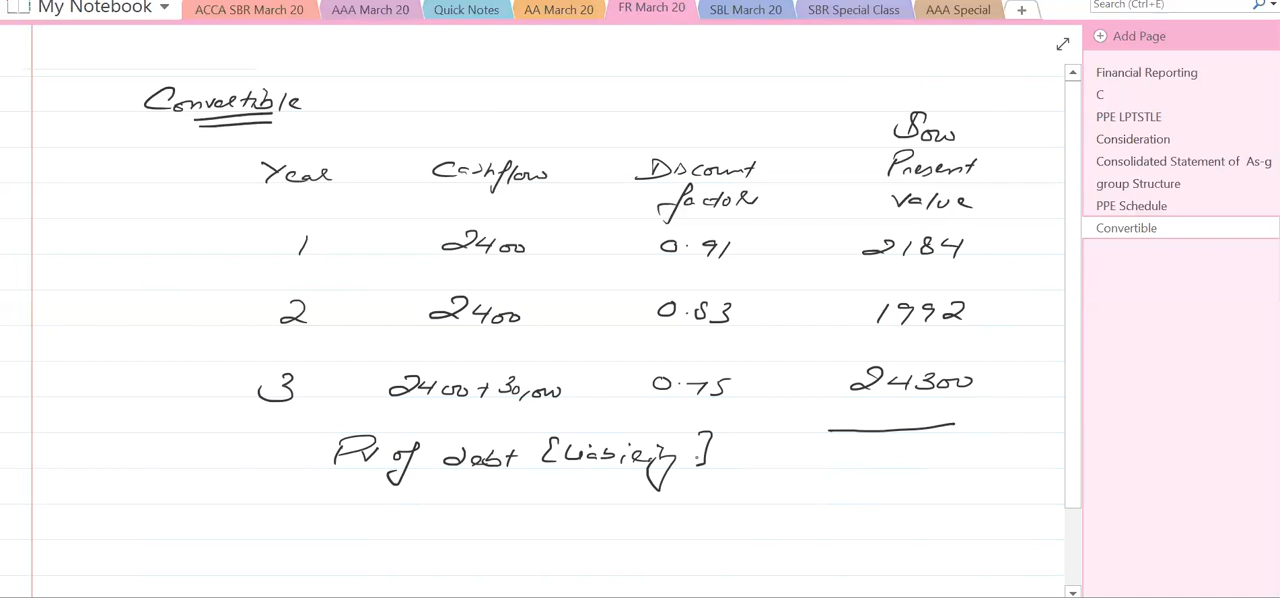 My Notebook
ACCA SBR March 20
AAA March 20
Quick Notes
AA March 20
FR March 20
SBL March 20
SBR Special Class
AAA Special
Search (Ctrl+E)
Add Page
Financial Reporting
C
PPE LPTSTLE
Consideration
Consolidated Statement of As-g
group Structure
PPE Schedule
Convertible
Convertible
Year Cashflow Discount factor Present value
1 2400 0.91 2184
2 2400 0.83 1992
3 2400+30,000 0.75 24300
PV of debt [Liability]